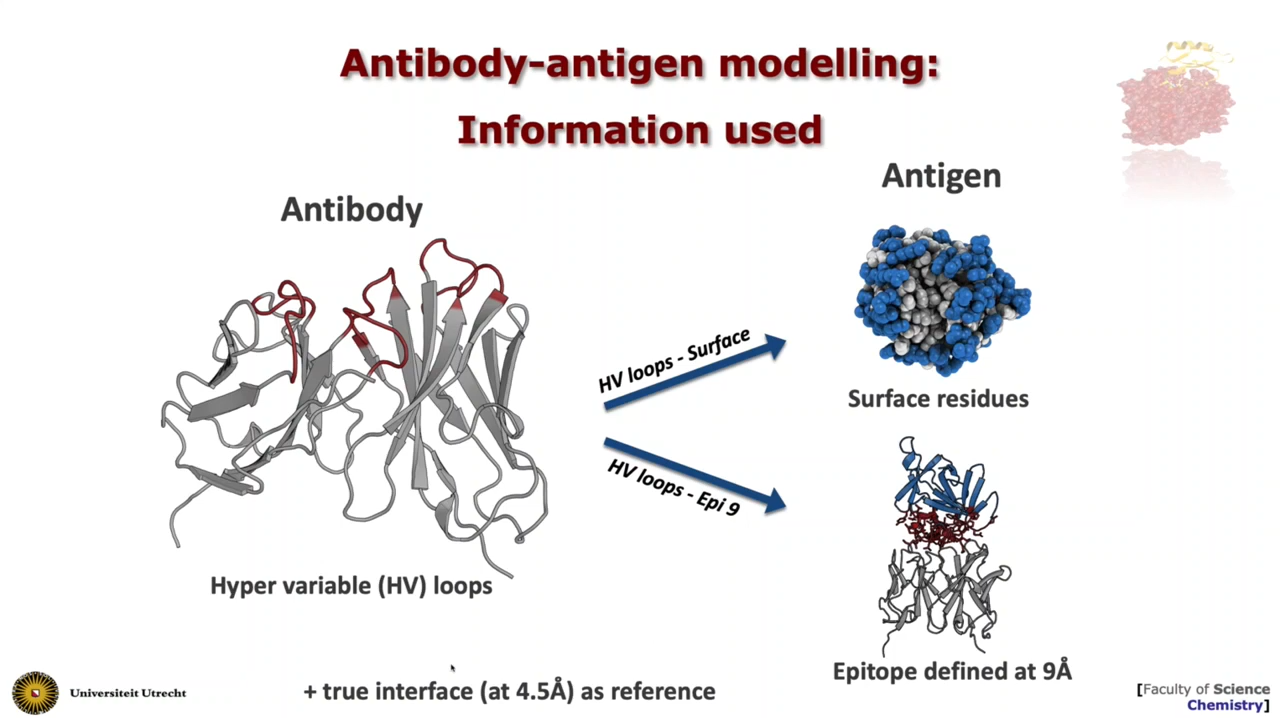 Antibody-antigen modelling:
Information used
Antibody
Antigen
HV loops - Surface
Surface residues
HV loops - Epi 9
Hyper variable (HV) loops
Epitope defined at 9Å
+ true interface (at 4.5Å) as reference
Universiteit Utrecht
[Faculty of Science
Chemistry]